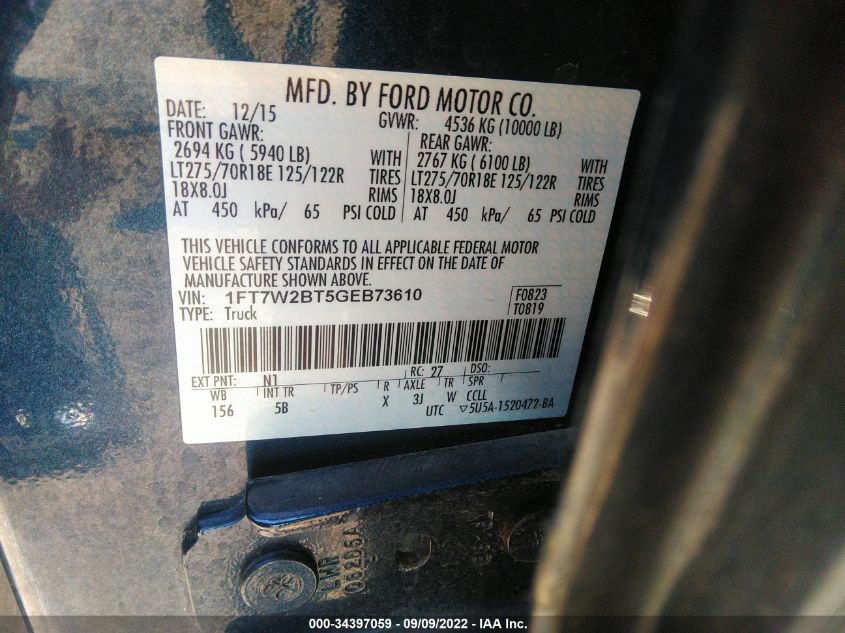 MFD. BY FORD MOTOR CO.
DATE: 12/15 GVWR: 4536 KG (10000 LB)
FRONT GAWR: REAR GAWR:
2694 KG ( 5940 LB) WITH 2767 KG ( 6100 LB) WITH
LT275/70R18E 125/122R TIRES LT275/70R18E 125/122R TIRES
18X8.0J RIMS 18X8.0J RIMS
AT 450 kPa/ 65 PSI COLD AT 450 kPa/ 65 PSI COLD
THIS VEHICLE CONFORMS TO ALL APPLICABLE FEDERAL MOTOR
VEHICLE SAFETY STANDARDS IN EFFECT ON THE DATE OF
MANUFACTURE SHOWN ABOVE.
VIN: 1FT7W2BT5GEB73610 F0823
TYPE: Truck T0819
EXT PNT: N1 RC: 27 DSO:
WB INT TR TP/PS R AXLE TR SPR
156 5B X 3J W CCLL
UTC ▽5U5A-1520472-BA
000-34397059 - 09/09/2022 - IAA Inc.